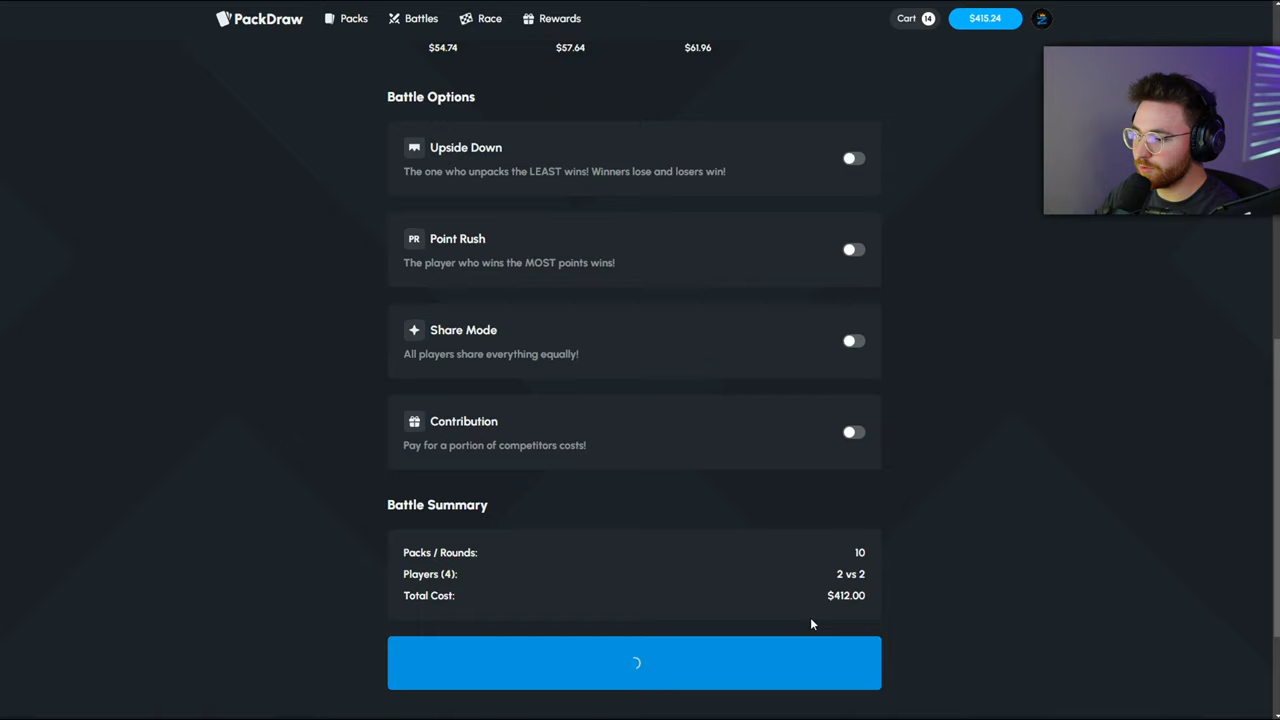 PackDraw Packs Battles Race Rewards Cart 14 $415.24
$54.74 $57.64 $61.96
Battle Options
Upside Down
The one who unpacks the LEAST wins! Winners lose and losers win!
PR Point Rush
The player who wins the MOST points wins!
Share Mode
All players share everything equally!
Contribution
Pay for a portion of competitors costs!
Battle Summary
Packs / Rounds: 10
Players (4): 2 vs 2
Total Cost: $412.00